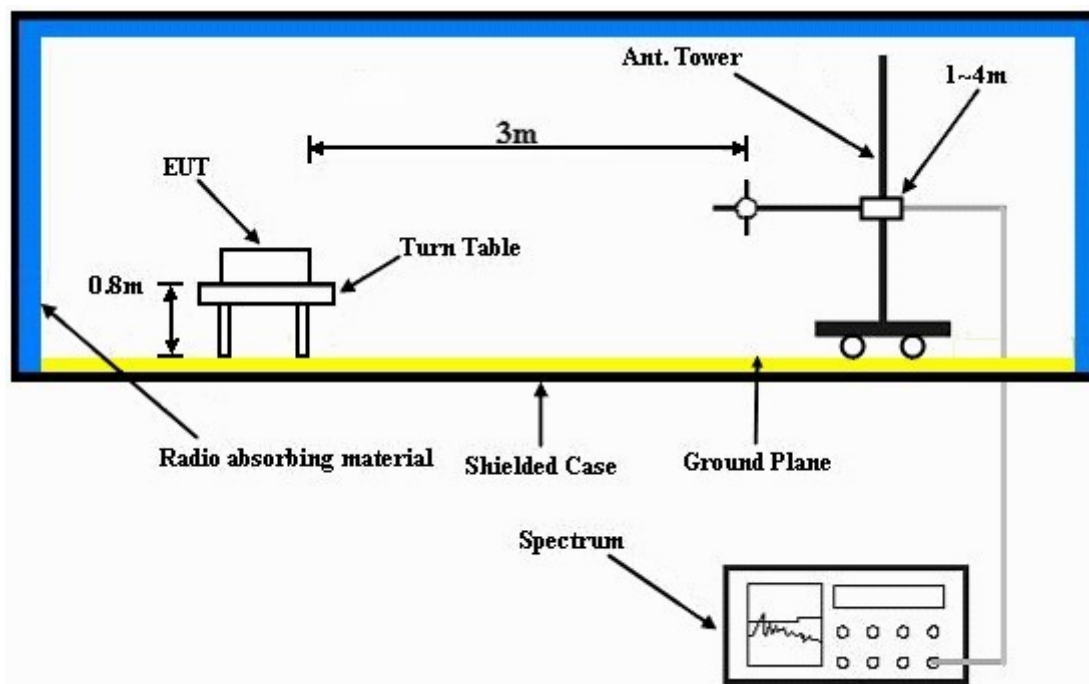 Ant. Tower
1~4m
3m
EUT
Turn Table
0.8m
Radio absorbing material
Shielded Case
Ground Plane
Spectrum